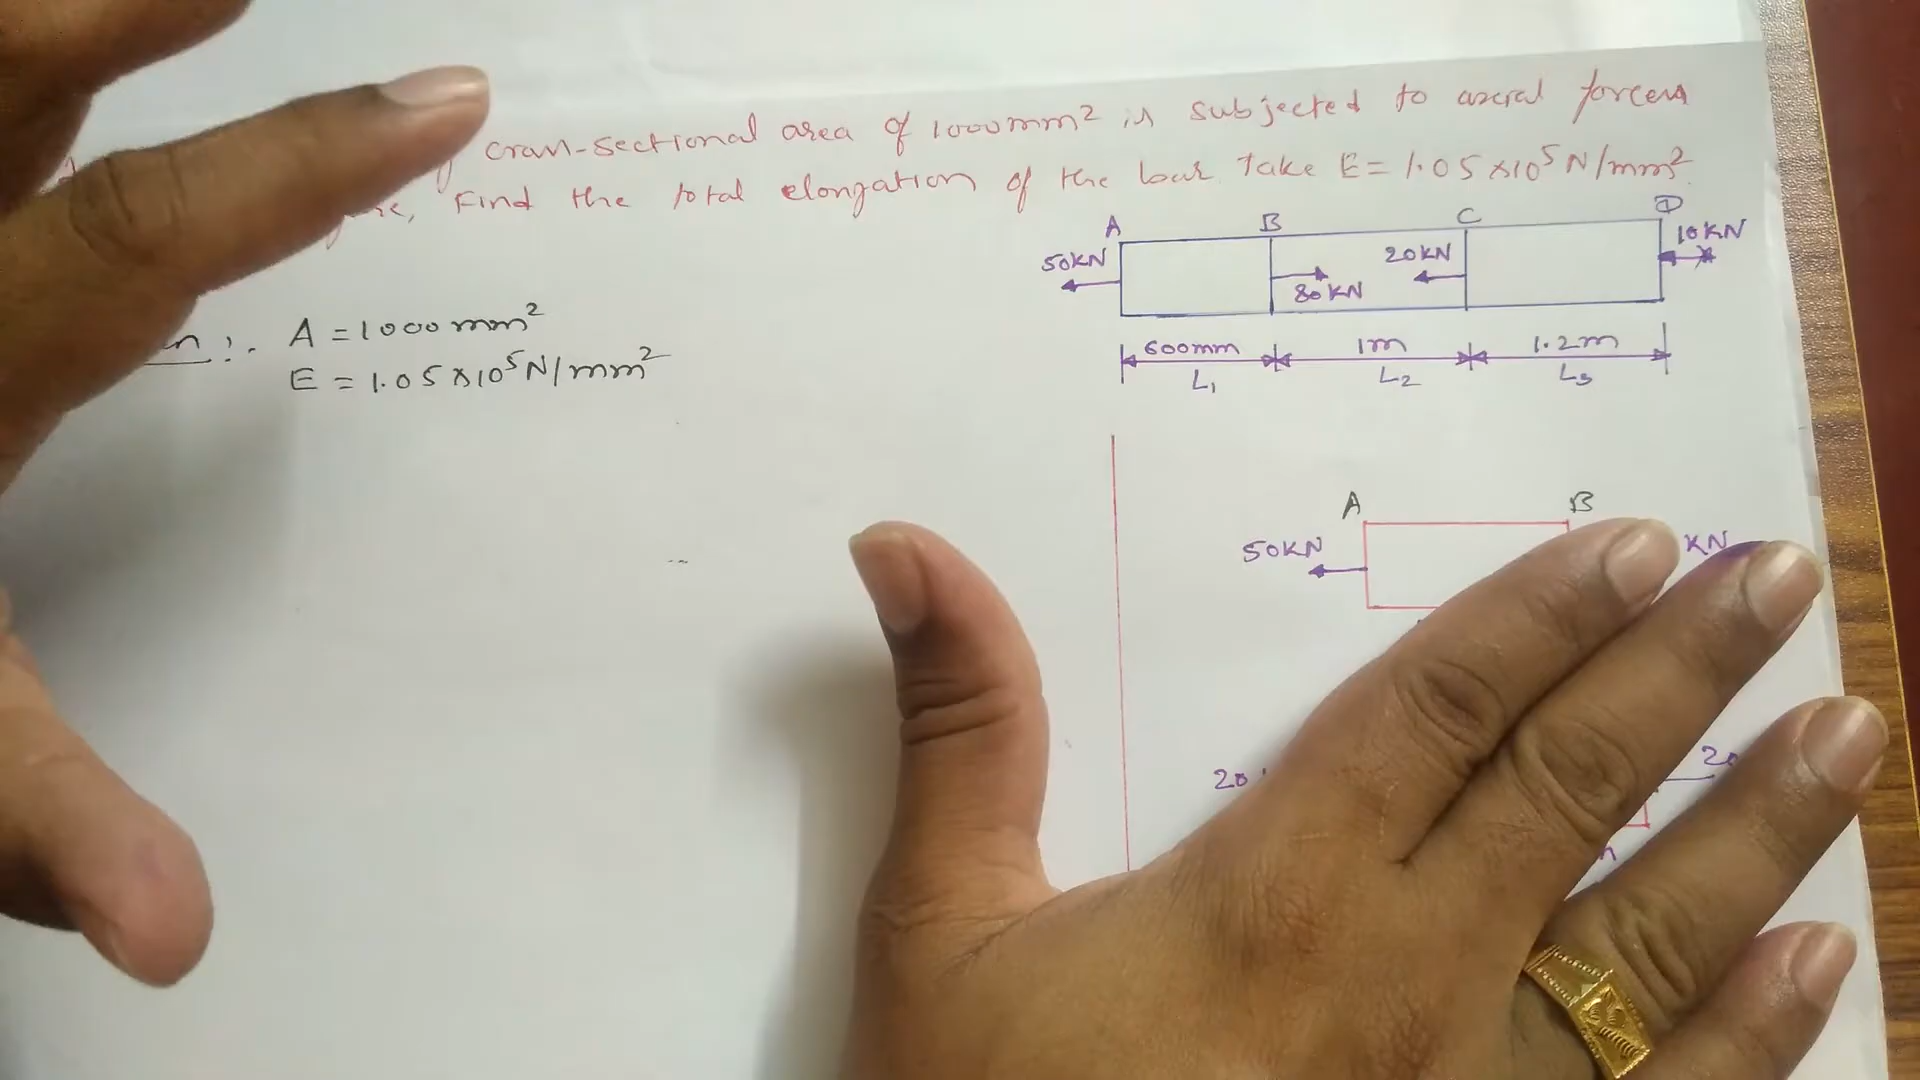 cross-sectional area of 1000mm² is subjected to axial forces
Find the total elongation of the bar. Take E = 1.05×10⁵ N/mm²
A B C D
50KN 80KN 20KN 10KN
600mm 1m 1.2m
L₁ L₂ L₃
A = 1000 mm²
E = 1.05×10⁵ N/mm²
A B
50KN KN
20 20